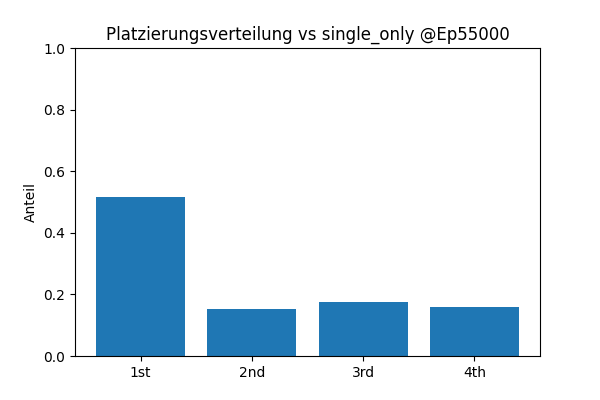 Platzierungsverteilung vs single_only @Ep55000
1.0
0.8
0.6
0.4
0.2
0.0
Anteil
1st
2nd
3rd
4th